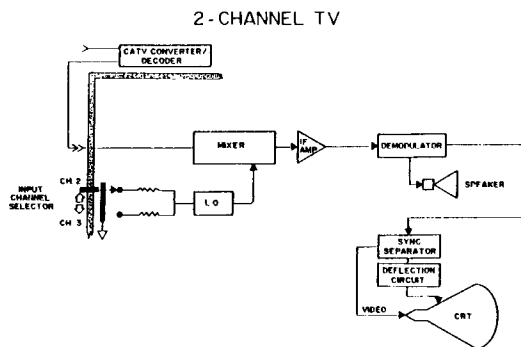 2-CHANNEL TV
CATV CONVERTER/
DECODER
MIXER
IF
AMP
DEMODULATOR
SPEAKER
INPUT
CHANNEL
SELECTOR
CH 2
CH 3
L.O
SYNC
SEPARATOR
DEFLECTION
CIRCUIT
VIDEO
CRT